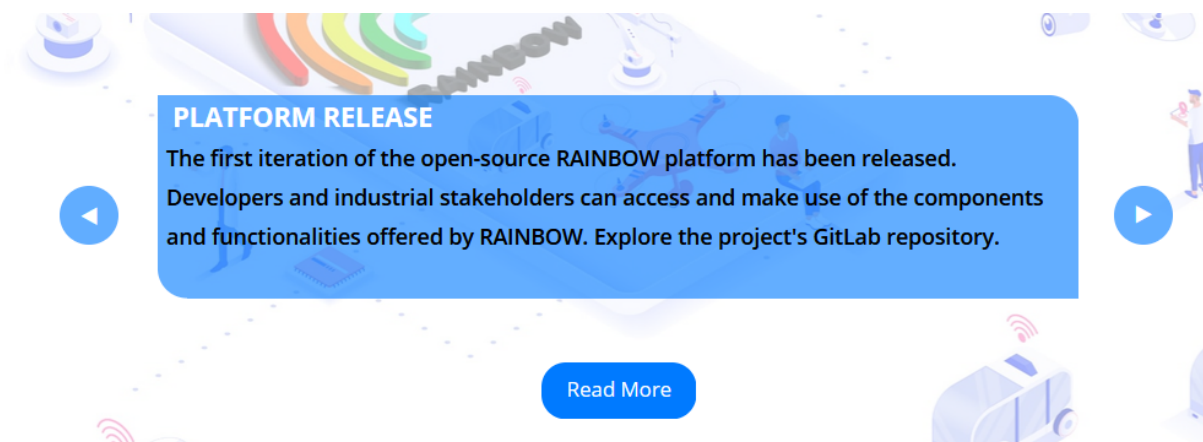 RAINBOW
PLATFORM RELEASE
The first iteration of the open-source RAINBOW platform has been released.
Developers and industrial stakeholders can access and make use of the components
and functionalities offered by RAINBOW. Explore the project's GitLab repository.
Read More